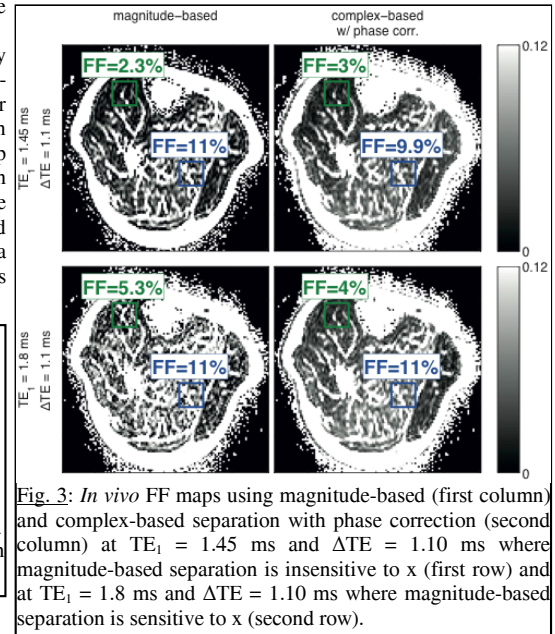 magnitude-based
complex-based
w/ phase corr.
TE1 = 1.45 ms
ΔTE = 1.1 ms
FF=2.3%
FF=11%
FF=3%
FF=9.9%
0.12
0
TE1 = 1.8 ms
ΔTE = 1.1 ms
FF=5.3%
FF=11%
FF=4%
FF=11%
0.12
0
Fig. 3: In vivo FF maps using magnitude-based (first column)
and complex-based separation with phase correction (second
column) at TE1 = 1.45 ms and ΔTE = 1.10 ms where
magnitude-based separation is insensitive to x (first row) and
at TE1 = 1.8 ms and ΔTE = 1.10 ms where magnitude-based
separation is sensitive to x (second row).